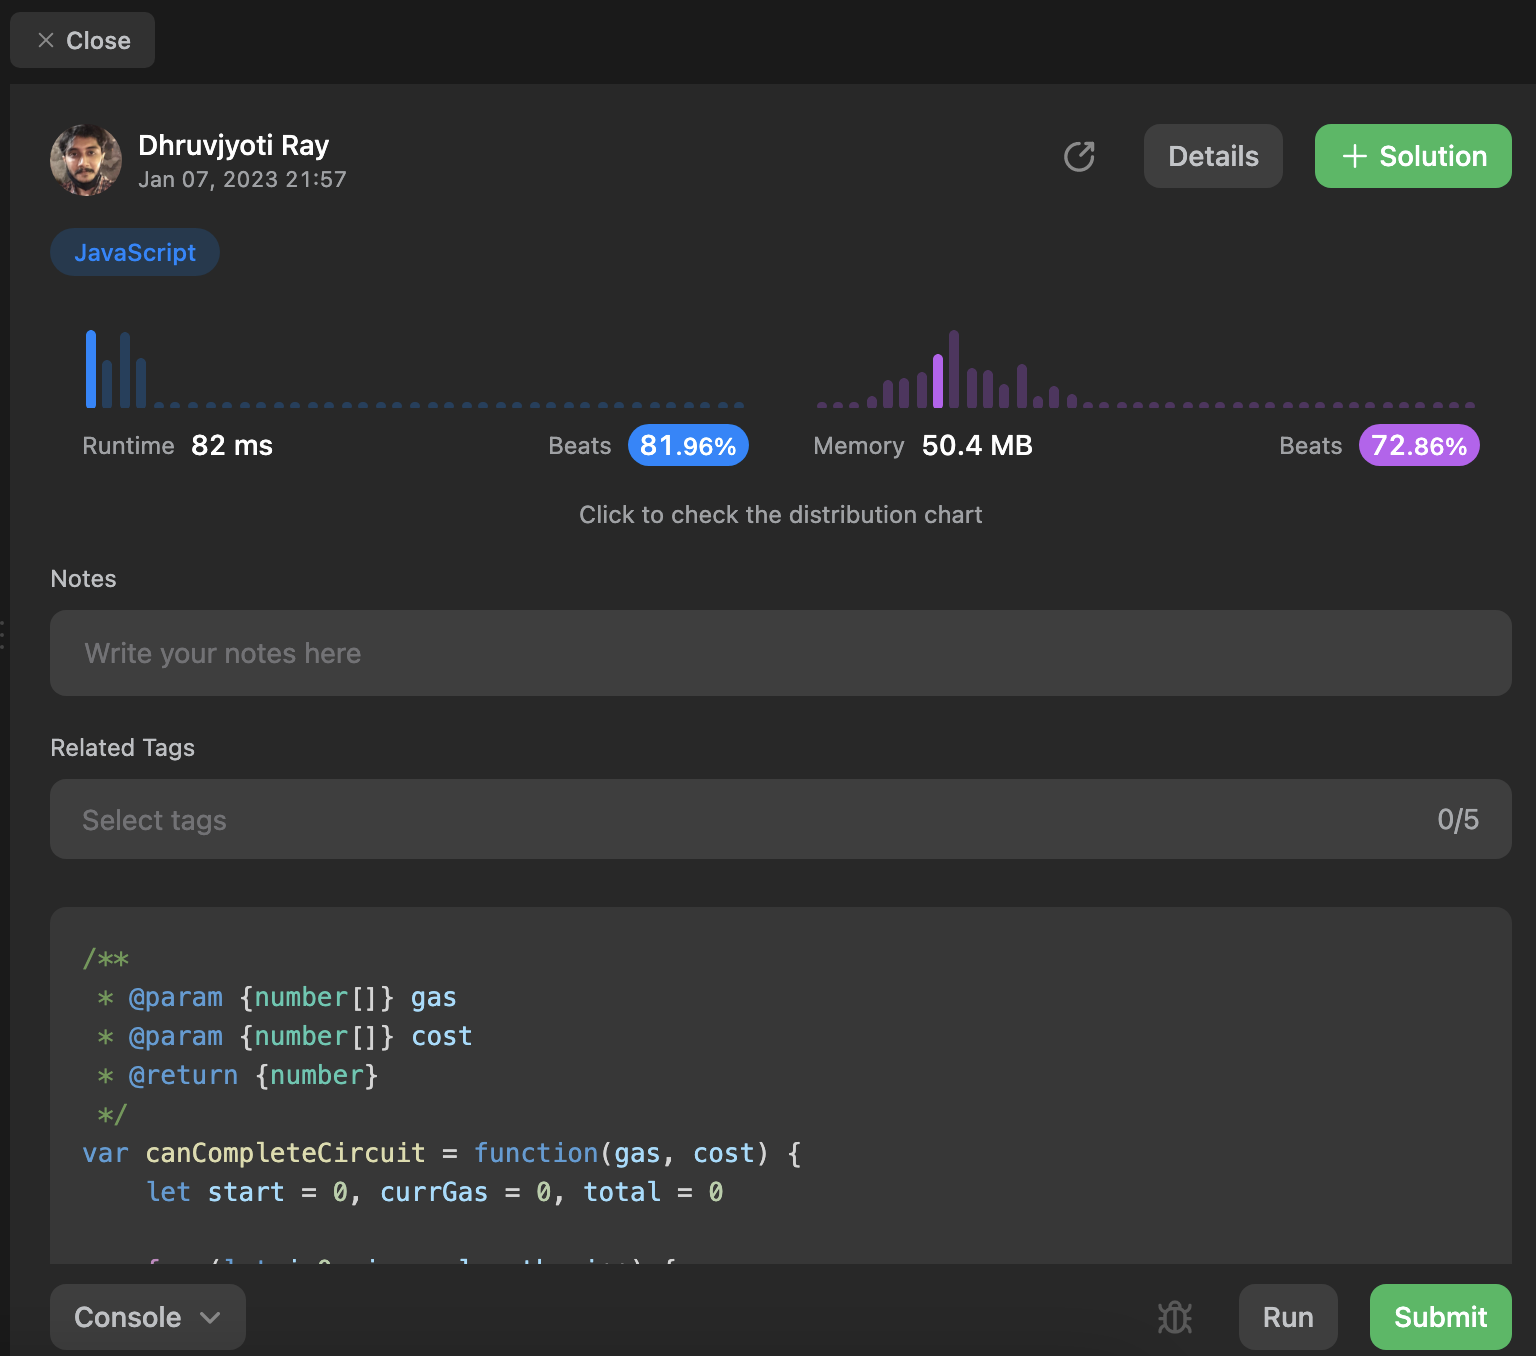 Close
Dhruvjyoti Ray
Jan 07, 2023 21:57
Details
+ Solution
JavaScript
Runtime 82 ms Beats 81.96%
Memory 50.4 MB Beats 72.86%
Click to check the distribution chart
Notes
Write your notes here
Related Tags
Select tags 0/5
/**
 * @param {number[]} gas
 * @param {number[]} cost
 * @return {number}
 */
var canCompleteCircuit = function(gas, cost) {
    let start = 0, currGas = 0, total = 0
Console
Run
Submit